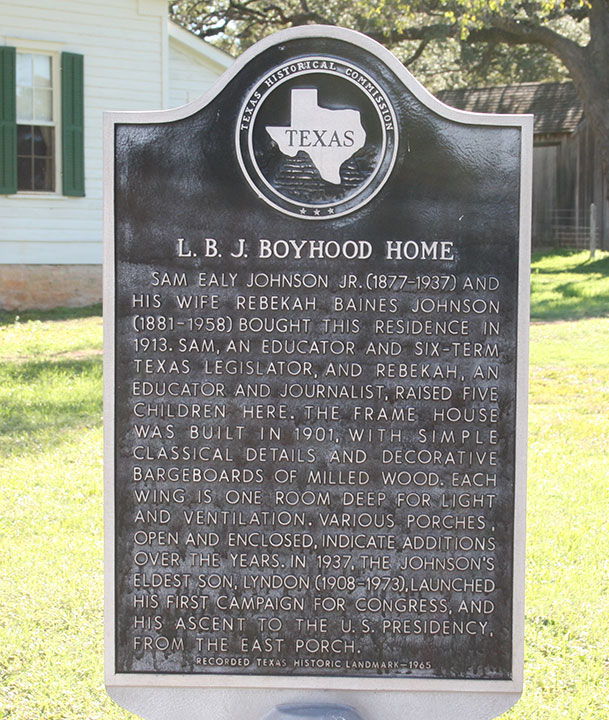 TEXAS HISTORICAL COMMISSION
TEXAS
L. B. J. BOYHOOD HOME
SAM EALY JOHNSON JR. (1877-1937) AND
HIS WIFE REBEKAH BAINES JOHNSON
(1881-1958) BOUGHT THIS RESIDENCE IN
1913. SAM, AN EDUCATOR AND SIX-TERM
TEXAS LEGISLATOR, AND REBEKAH, AN
EDUCATOR AND JOURNALIST, RAISED FIVE
CHILDREN HERE. THE FRAME HOUSE
WAS BUILT IN 1901, WITH SIMPLE
CLASSICAL DETAILS AND DECORATIVE
BARGEBOARDS OF MILLED WOOD. EACH
WING IS ONE ROOM DEEP FOR LIGHT
AND VENTILATION. VARIOUS PORCHES,
OPEN AND ENCLOSED, INDICATE ADDITIONS
OVER THE YEARS. IN 1937, THE JOHNSON'S
ELDEST SON, LYNDON (1908-1973), LAUNCHED
HIS FIRST CAMPAIGN FOR CONGRESS, AND
HIS ASCENT TO THE U.S. PRESIDENCY,
FROM THE EAST PORCH.
RECORDED TEXAS HISTORIC LANDMARK-1965